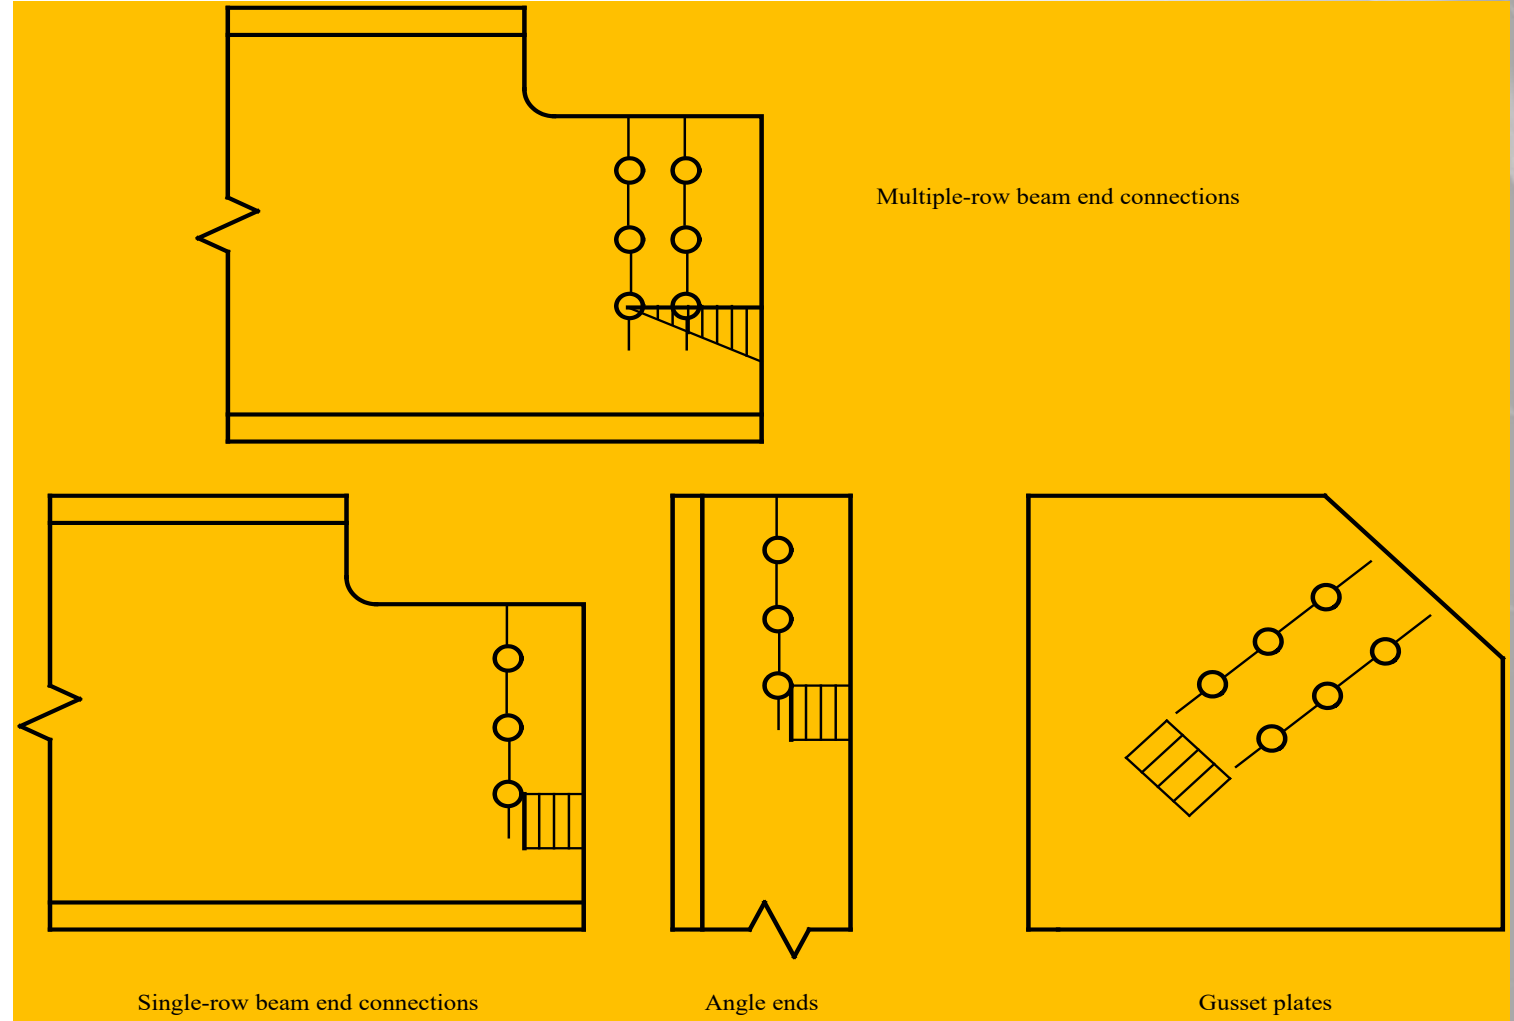 Multiple-row beam end connections
Single-row beam end connections
Angle ends
Gusset plates